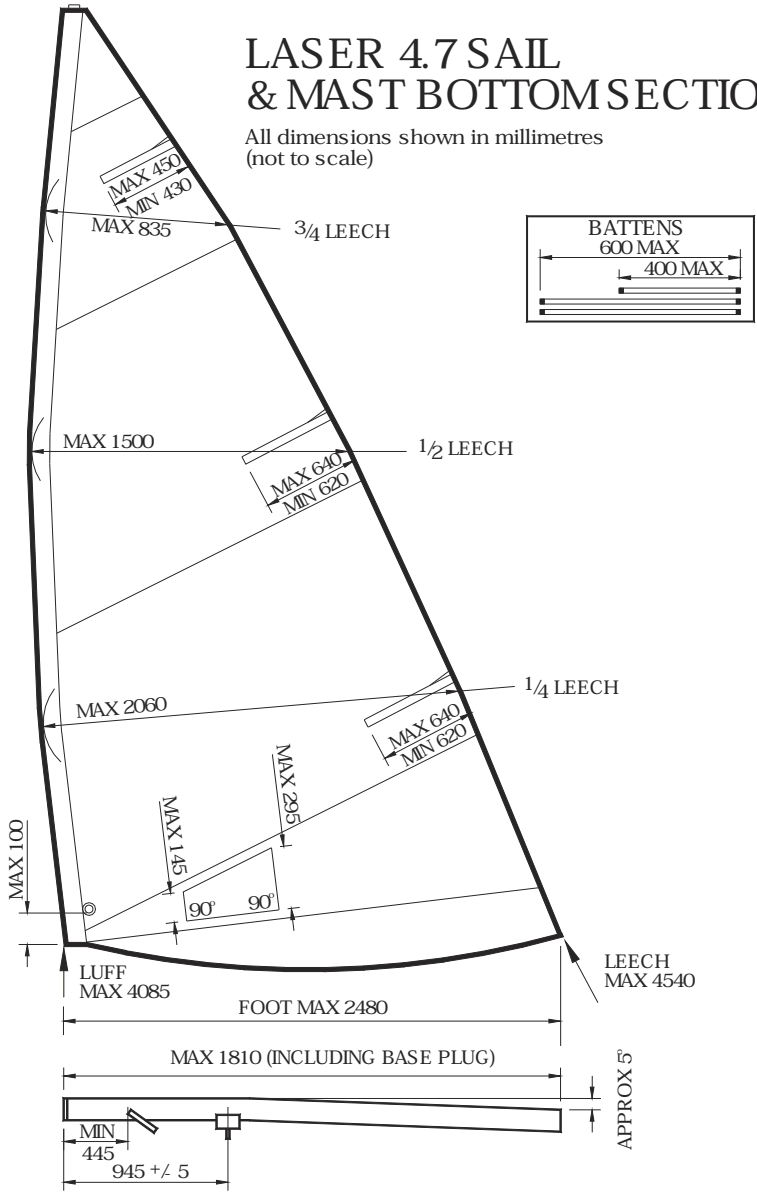 LASER 4.7 SAIL
& MAST BOTTOM SECTIO
All dimensions shown in millimetres
(not to scale)
MAX 450
MIN 430
MAX 835
3/4 LEECH
BATTENS
600 MAX
400 MAX
MAX 1500
1/2 LEECH
MAX 640
MIN 620
MAX 2060
1/4 LEECH
MAX 640
MIN 620
MAX 295
MAX 145
MAX 100
90°
90°
LUFF
MAX 4085
LEECH
MAX 4540
FOOT MAX 2480
MAX 1810 (INCLUDING BASE PLUG)
APPROX 5°
MIN
445
945 +/- 5